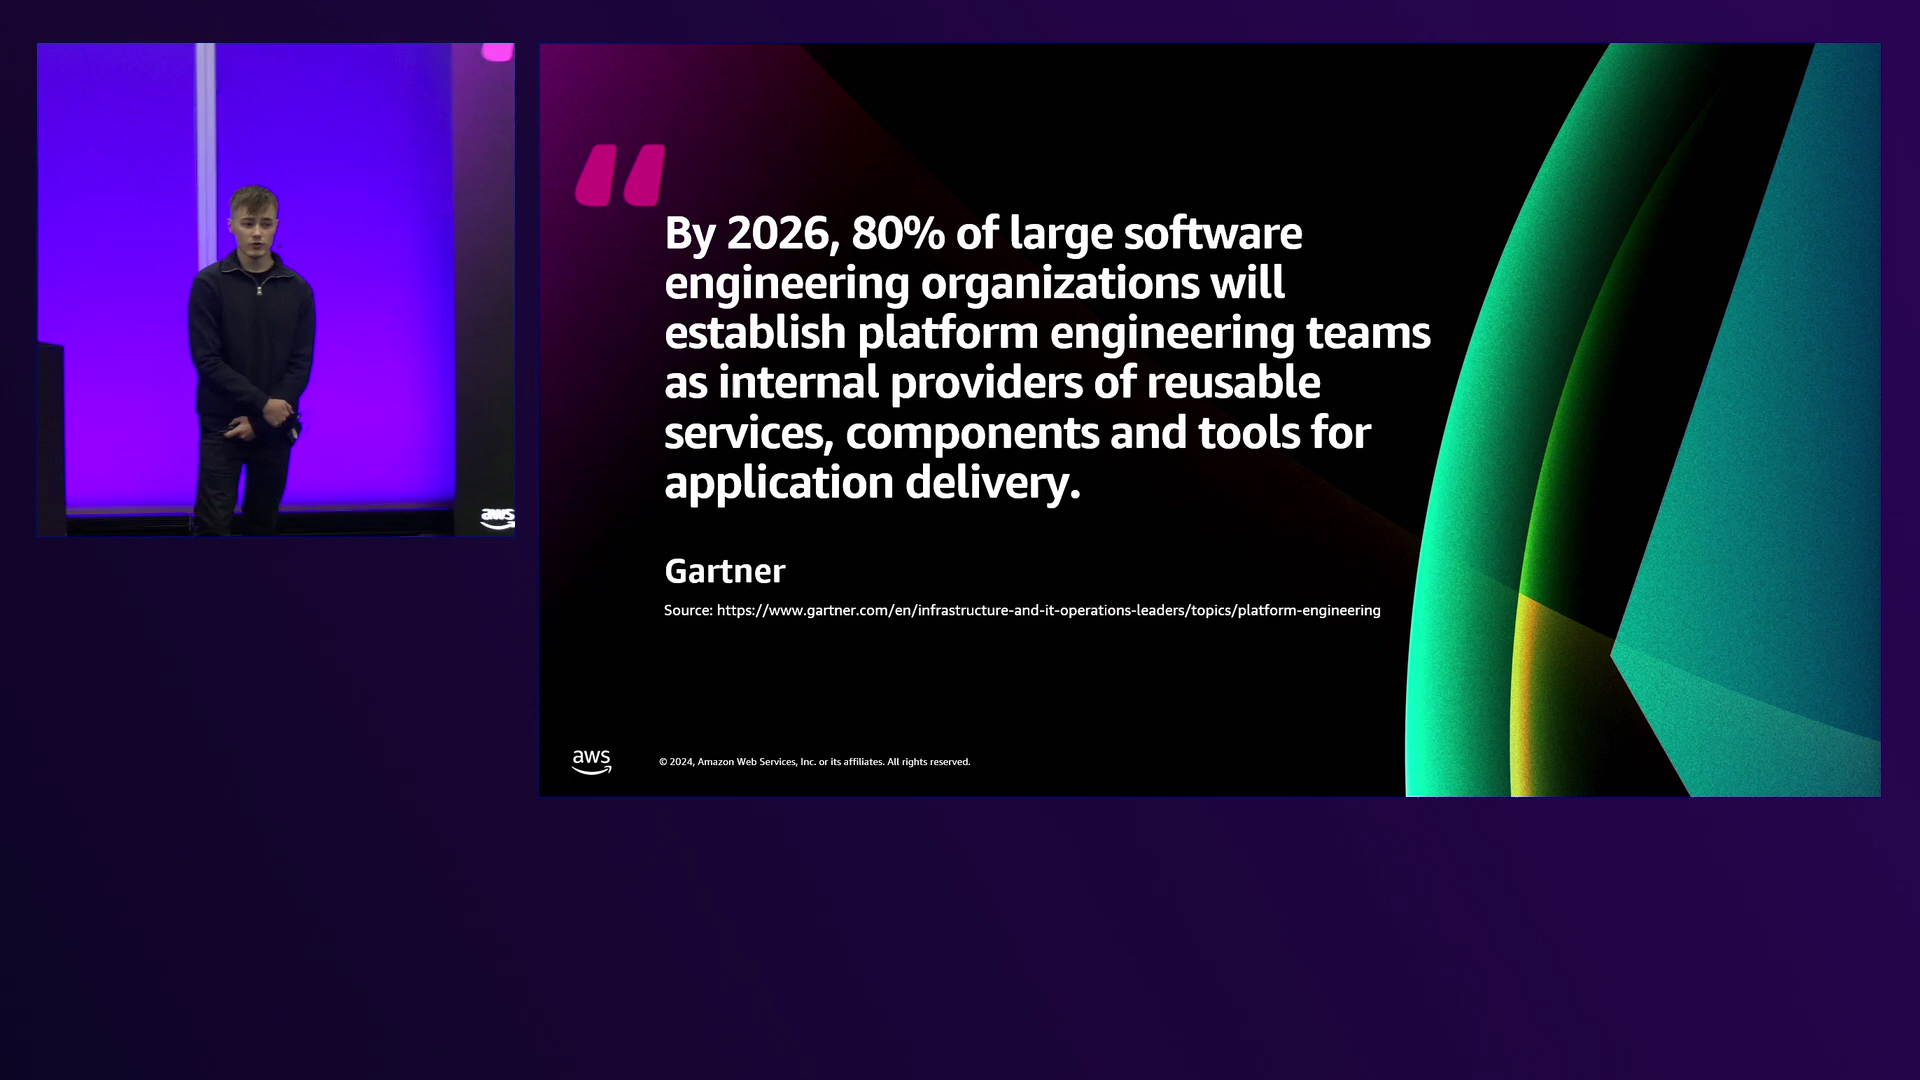 “
By 2026, 80% of large software
engineering organizations will
establish platform engineering teams
as internal providers of reusable
services, components and tools for
application delivery.
Gartner
Source: https://www.gartner.com/en/infrastructure-and-it-operations-leaders/topics/platform-engineering
aws
© 2024, Amazon Web Services, Inc. or its affiliates. All rights reserved.
aws